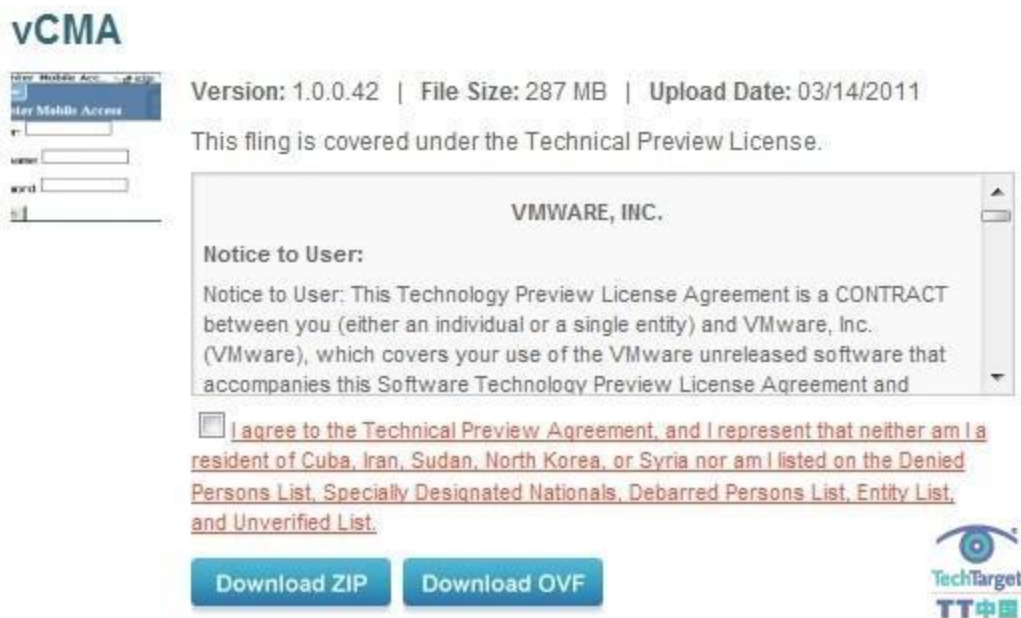 vCMA
Mobile Acc
Mobile Access
Version: 1.0.0.42 | File Size: 287 MB | Upload Date: 03/14/2011
This fling is covered under the Technical Preview License.
VMWARE, INC.
Notice to User:
Notice to User: This Technology Preview License Agreement is a CONTRACT
between you (either an individual or a single entity) and VMware, Inc.
(VMware), which covers your use of the VMware unreleased software that
accompanies this Software Technology Preview License Agreement and
I agree to the Technical Preview Agreement, and I represent that neither am I a
resident of Cuba, Iran, Sudan, North Korea, or Syria nor am I listed on the Denied
Persons List, Specially Designated Nationals, Debarred Persons List, Entity List,
and Unverified List.
Download ZIP Download OVF
TechTarget
TT中国